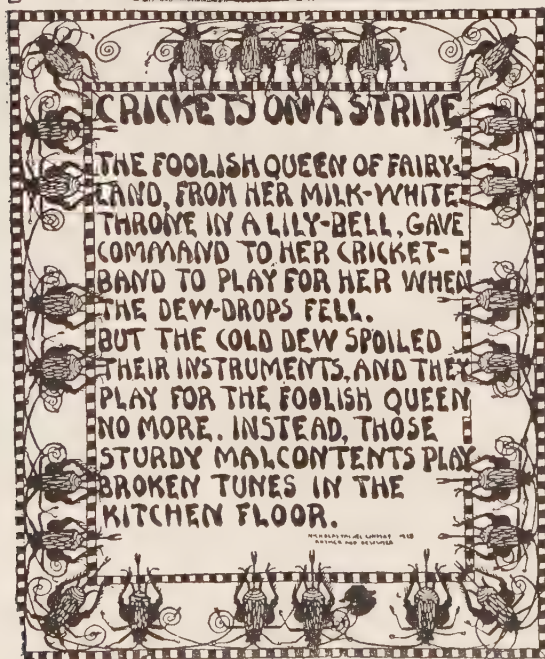 CRICKETS ON A STRIKE
THE FOOLISH QUEEN OF FAIRY-
LAND, FROM HER MILK-WHITE
THRONE IN A LILY-BELL, GAVE
COMMAND TO HER CRICKET-
BAND TO PLAY FOR HER WHEN
THE DEW-DROPS FELL.
BUT THE COLD DEW SPOILED
THEIR INSTRUMENTS, AND THEY
PLAY FOR THE FOOLISH QUEEN
NO MORE. INSTEAD, THOSE
STURDY MALCONTENTS PLAY
BROKEN TUNES IN THE
KITCHEN FLOOR.
AUTHOR AND DESIGNER